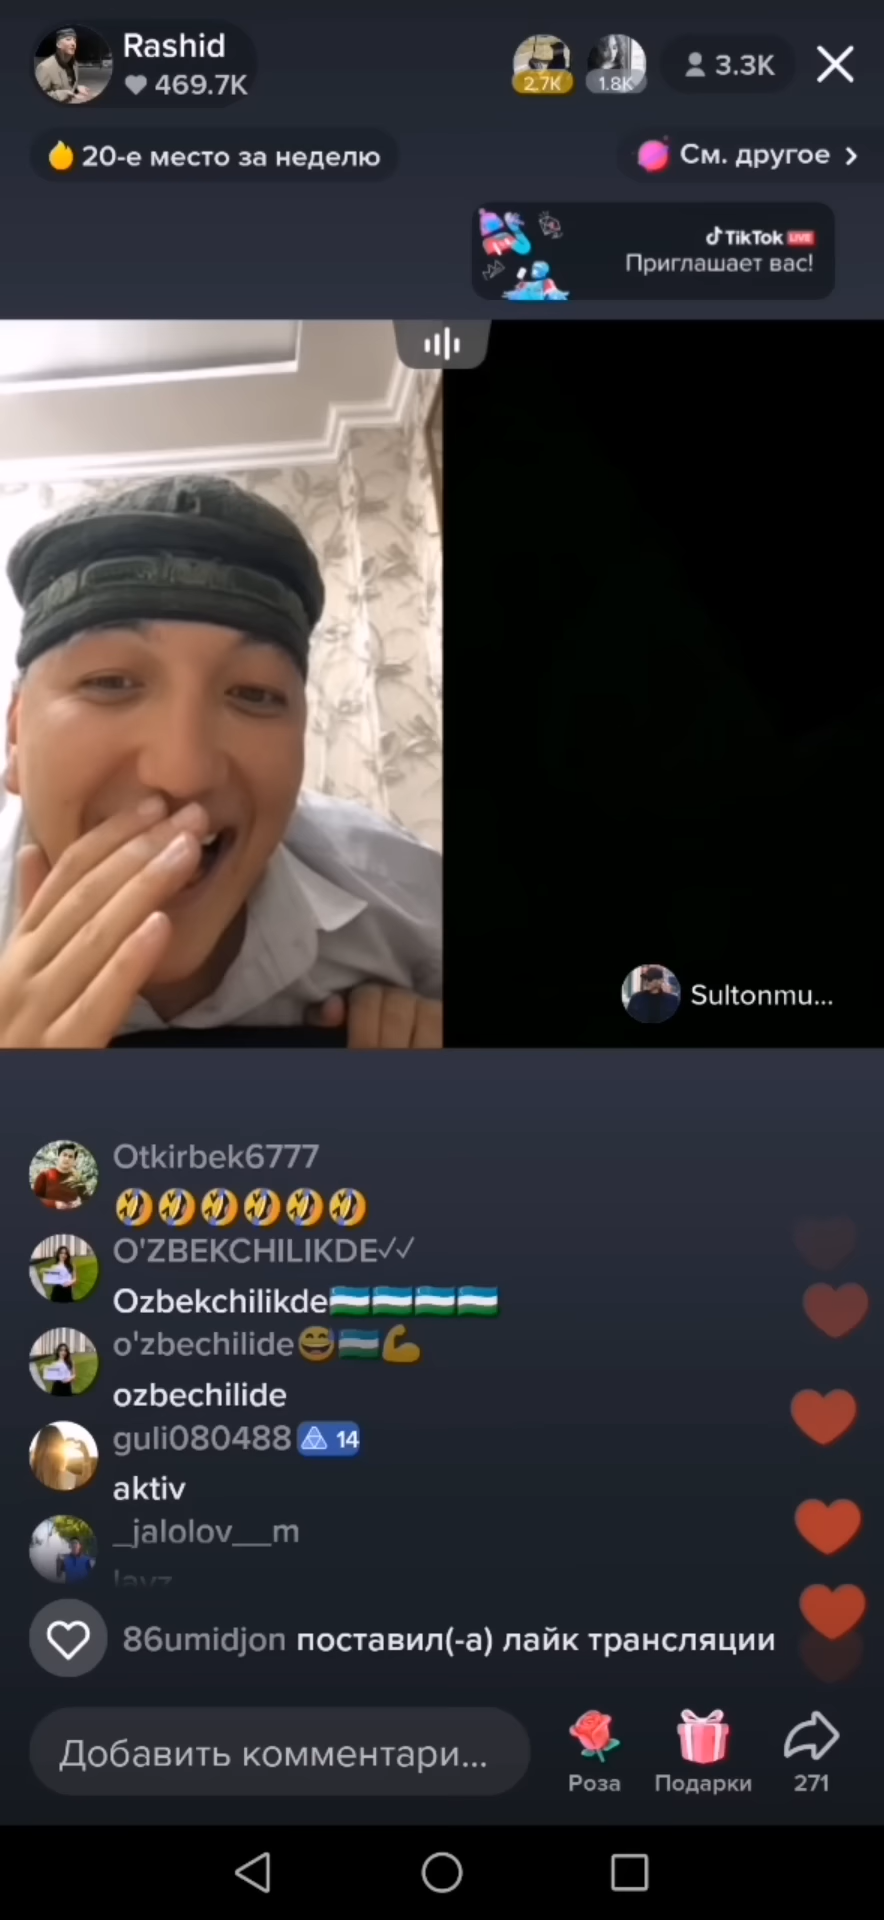 Rashid
469.7K
2.7K
1.8K
3.3K
20-е место за неделю
См. другое
TikTok LIVE
Приглашает вас!
Sultonmu...
Otkirbek6777
O'ZBEKCHILIKDE✓✓
Ozbekchilikde🇺🇿🇺🇿🇺🇿🇺🇿
o'zbechilide😅🇺🇿💪
ozbechilide
guli080488 14
aktiv
_jalolov__m
86umidjon поставил(-а) лайк трансляции
Добавить комментари...
Роза
Подарки
271